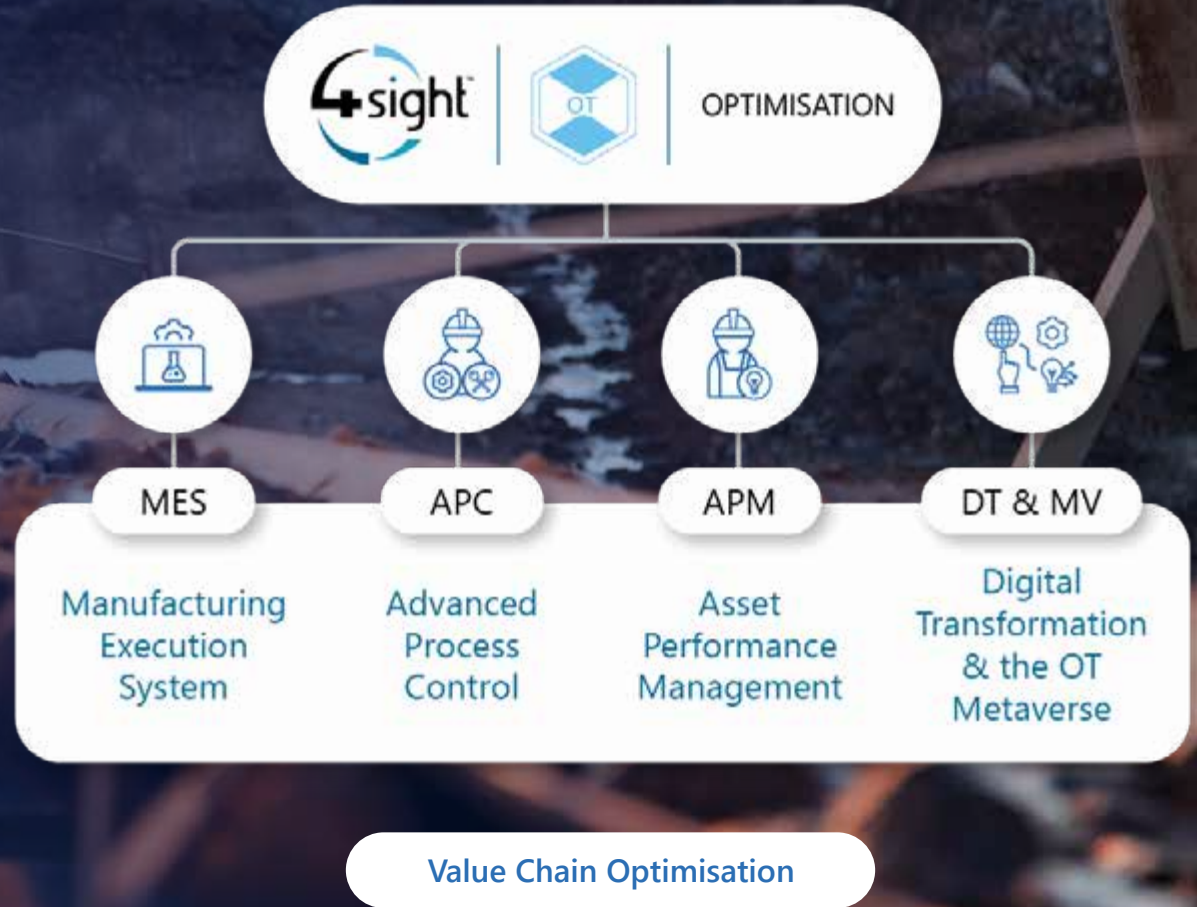 4sight™
OT
OPTIMISATION
MES
APC
APM
DT & MV
Manufacturing
Execution
System
Advanced
Process
Control
Asset
Performance
Management
Digital
Transformation
& the OT
Metaverse
Value Chain Optimisation